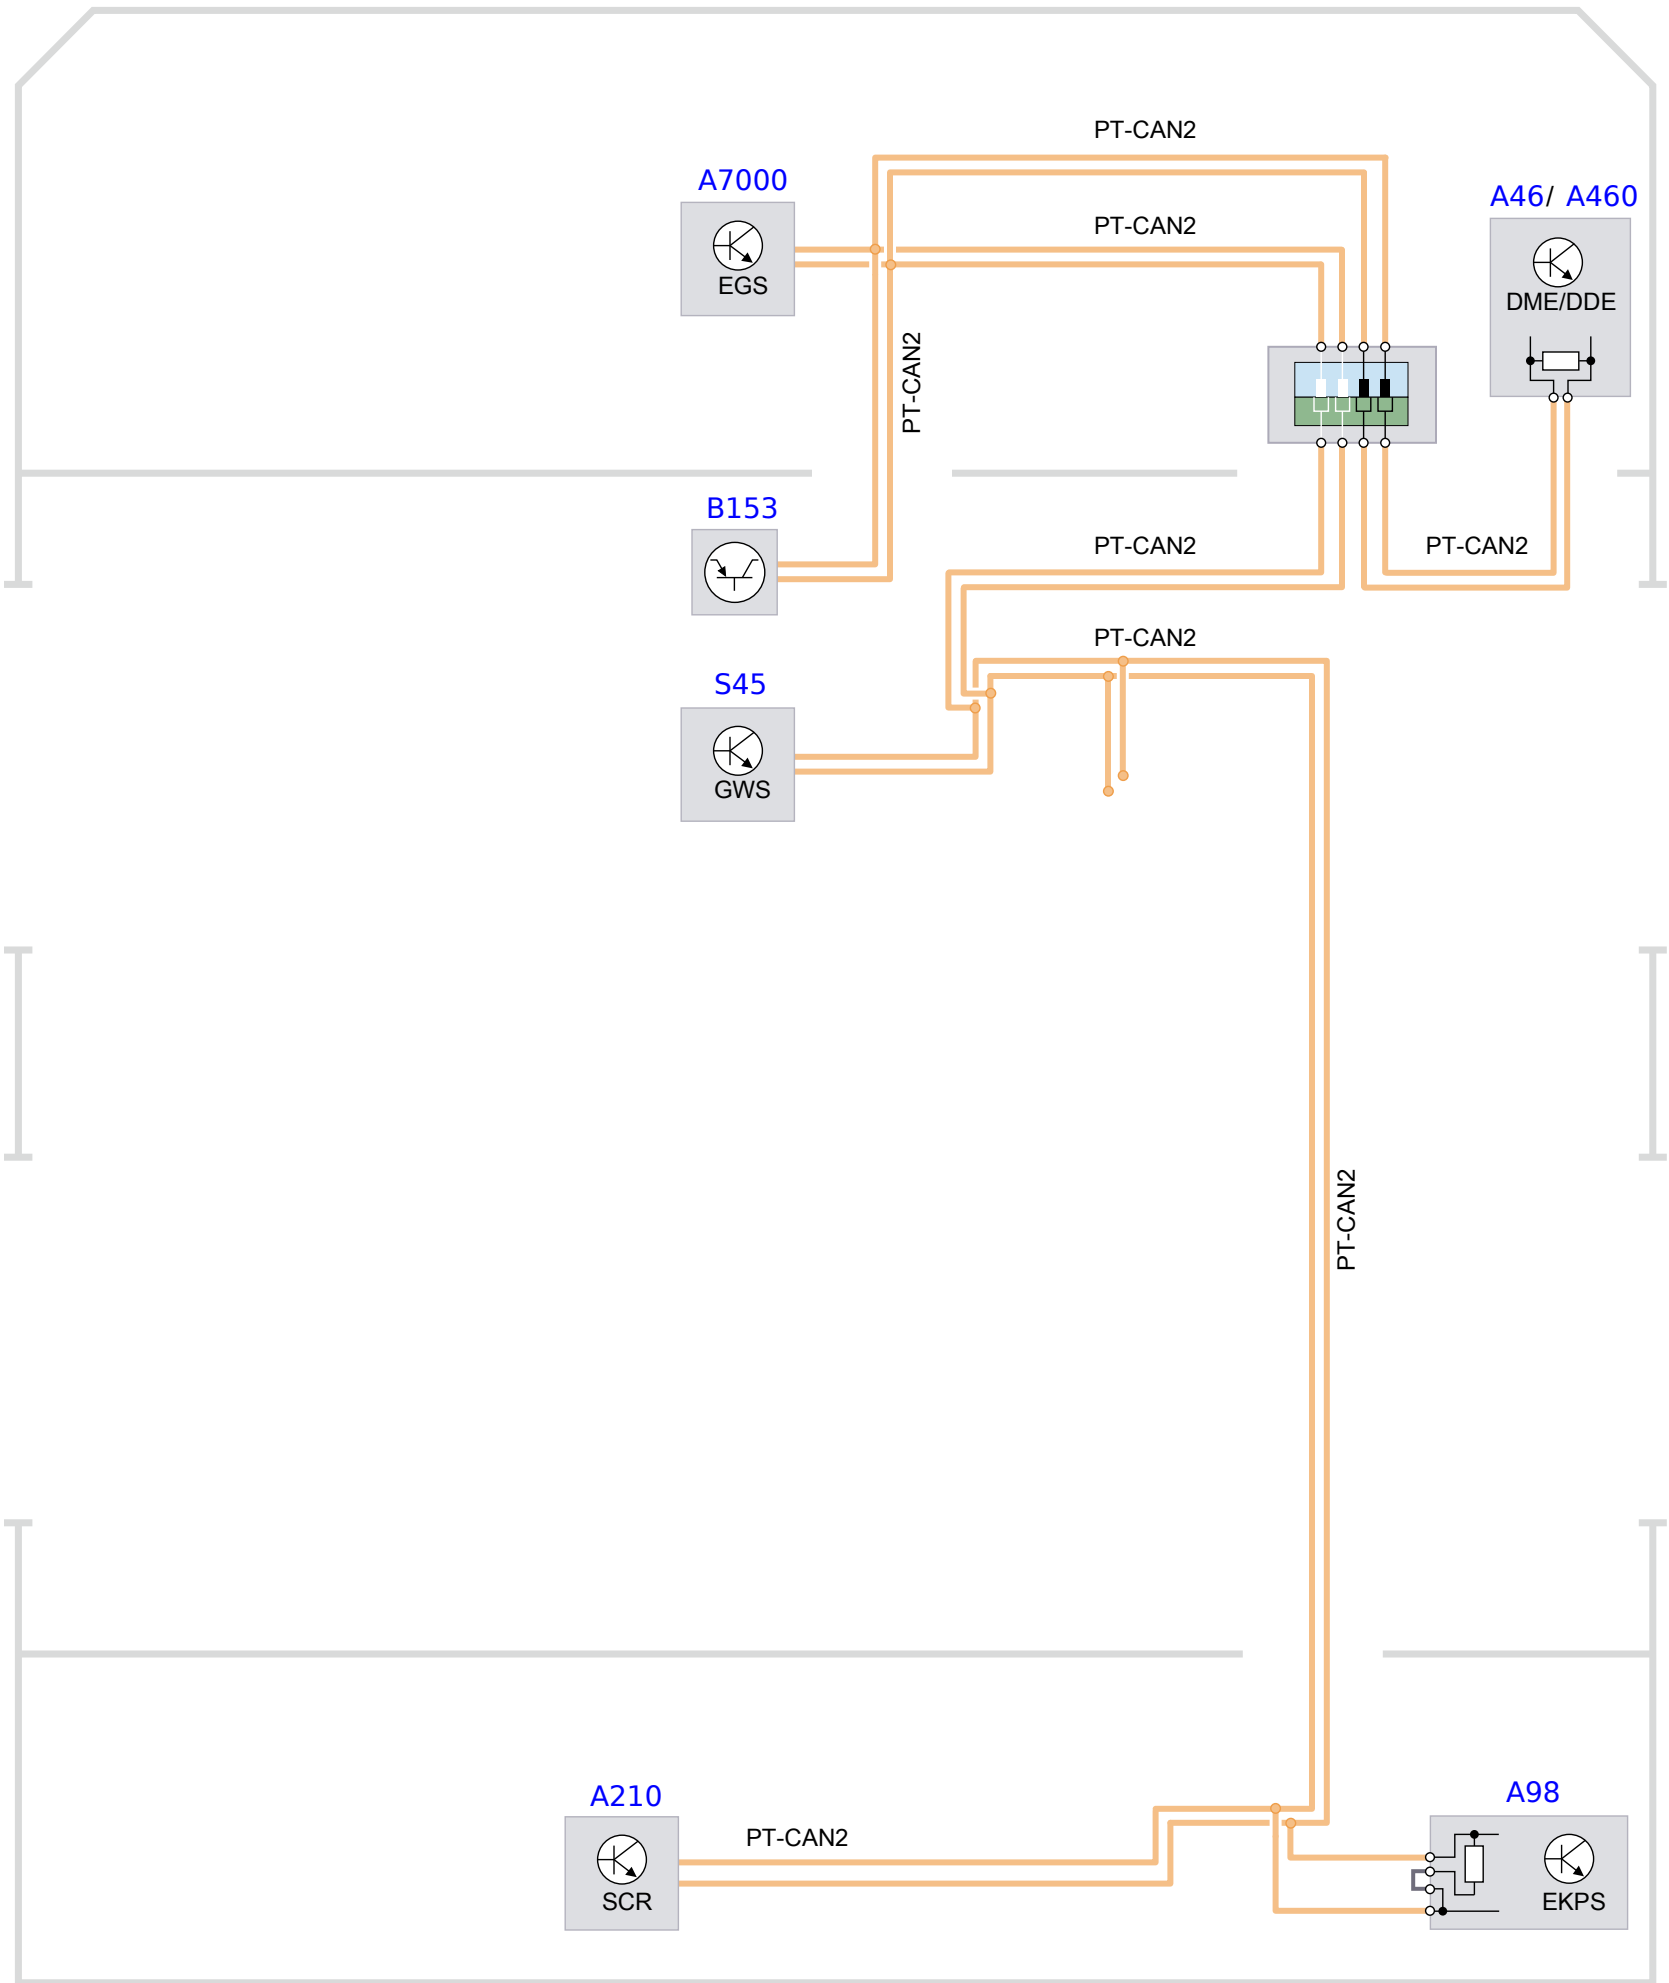 PT-CAN2
A7000
A46/ A460
PT-CAN2
EGS
DME/DDE
PT-CAN2
B153
PT-CAN2
PT-CAN2
PT-CAN2
S45
GWS
PT-CAN2
A98
A210
PT-CAN2
SCR
EKPS